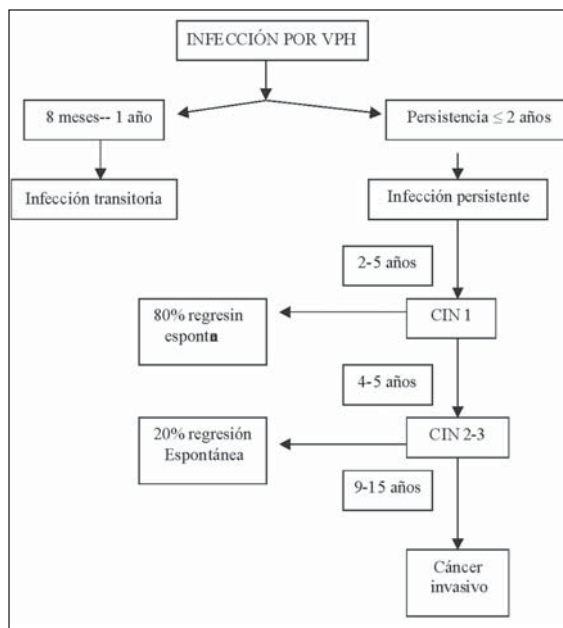 INFECCIÓN POR VPH
8 meses-- 1 año
Persistencia ≤ 2 años
Infección transitoria
Infección persistente
2-5 años
80% regresin
CIN 1
4-5 años
20% regresión
Espontánea
CIN 2-3
9-15 años
Cáncer
invasivo